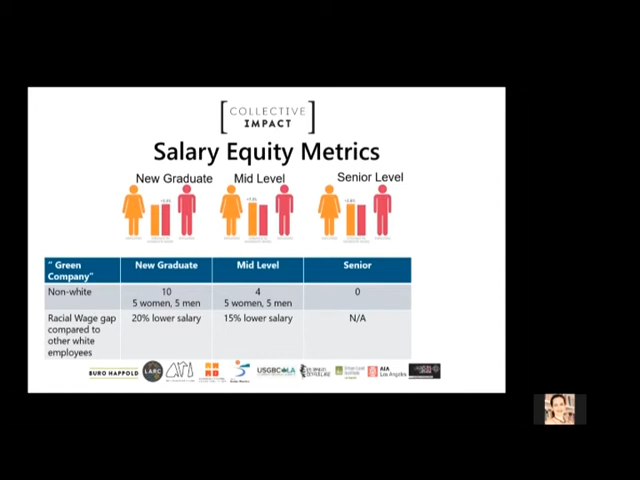 COLLECTIVE
IMPACT
Salary Equity Metrics
New Graduate
Mid Level
Senior Level
" Green Company"
New Graduate
Mid Level
Senior
Non-white
10
5 women, 5 men
4
5 women, 5 men
0
Racial Wage gap
compared to
other white
employees
20% lower salary
15% lower salary
N/A
BURO HAPPOLD
LARC
USGBC LA
AIA
Los Angeles